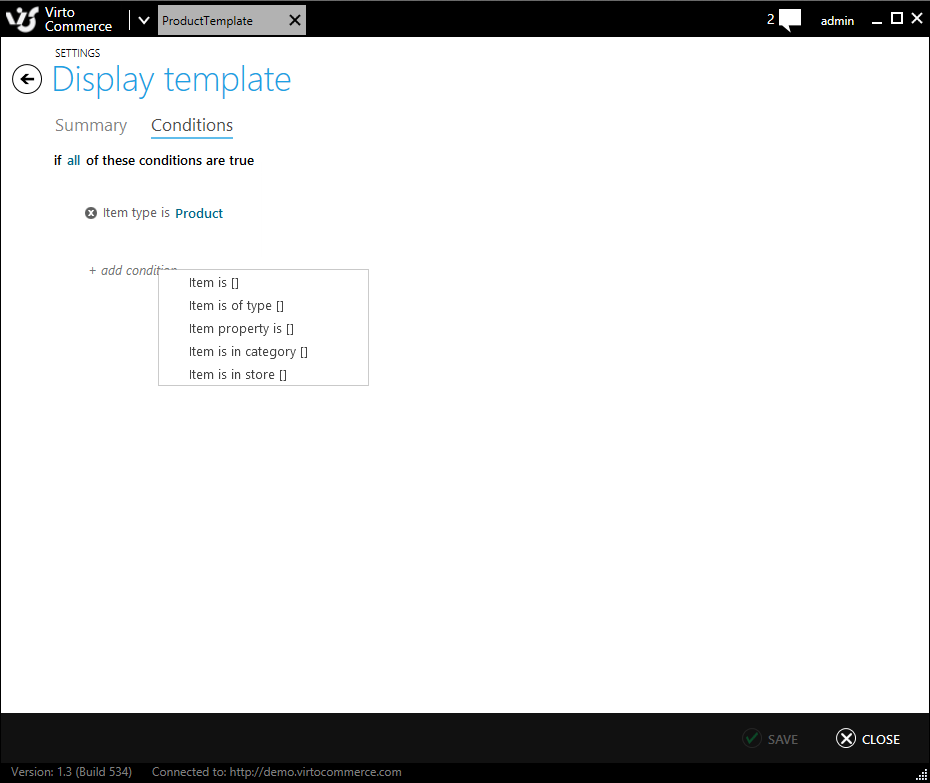 Virto
Commerce
ProductTemplate
2
admin
SETTINGS
Display template
Summary Conditions
if all of these conditions are true
Item type is Product
+ add condition
Item is []
Item is of type []
Item property is []
Item is in category []
Item is in store []
SAVE CLOSE
Version: 1.3 (Build 534) Connected to: http://demo.virtocommerce.com